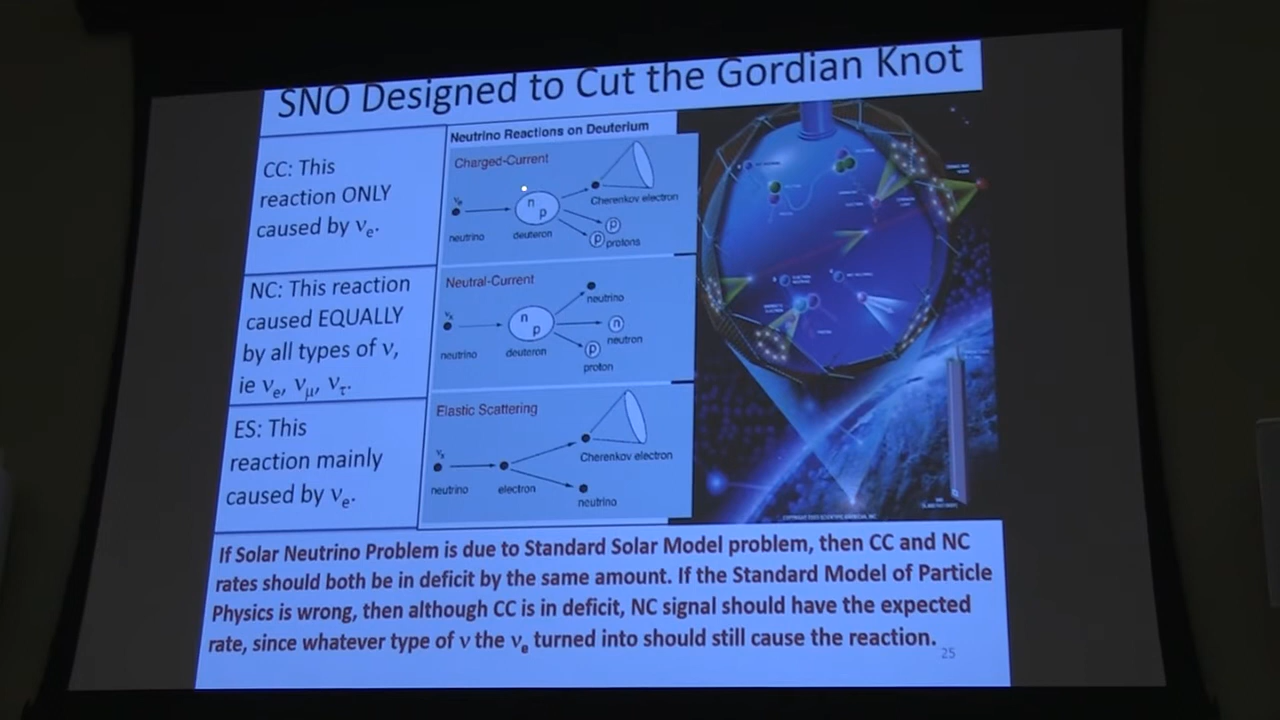 SNO Designed to Cut the Gordian Knot
CC: This
reaction ONLY
caused by νe.
NC: This reaction
caused EQUALLY
by all types of ν,
ie νe, νμ, ντ.
ES: This
reaction mainly
caused by νe.
Neutrino Reactions on Deuterium
Charged-Current
νe
n
p
Cherenkov electron
neutrino
deuteron
p
p
protons
Neutral-Current
νx
n
p
neutrino
n
neutron
neutrino
deuteron
p
proton
Elastic Scattering
νx
Cherenkov electron
neutrino
electron
neutrino
If Solar Neutrino Problem is due to Standard Solar Model problem, then CC and NC
rates should both be in deficit by the same amount. If the Standard Model of Particle
Physics is wrong, then although CC is in deficit, NC signal should have the expected
rate, since whatever type of ν the νe turned into should still cause the reaction.
25